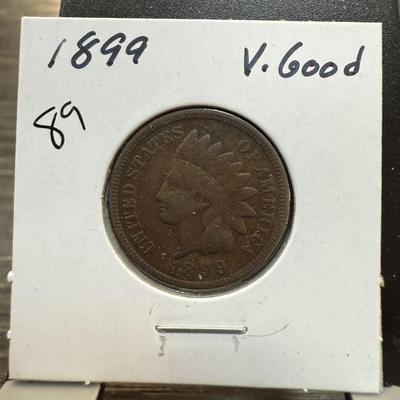 1899 V. Good
89
UNITED STATES OF AMERICA
1899